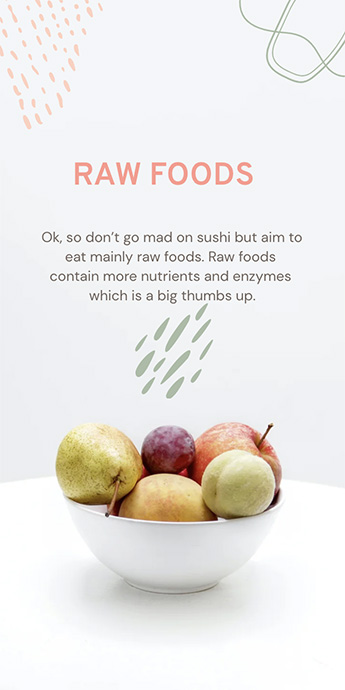 RAW FOODS
Ok, so don't go mad on sushi but aim to
eat mainly raw foods. Raw foods
contain more nutrients and enzymes
which is a big thumbs up.